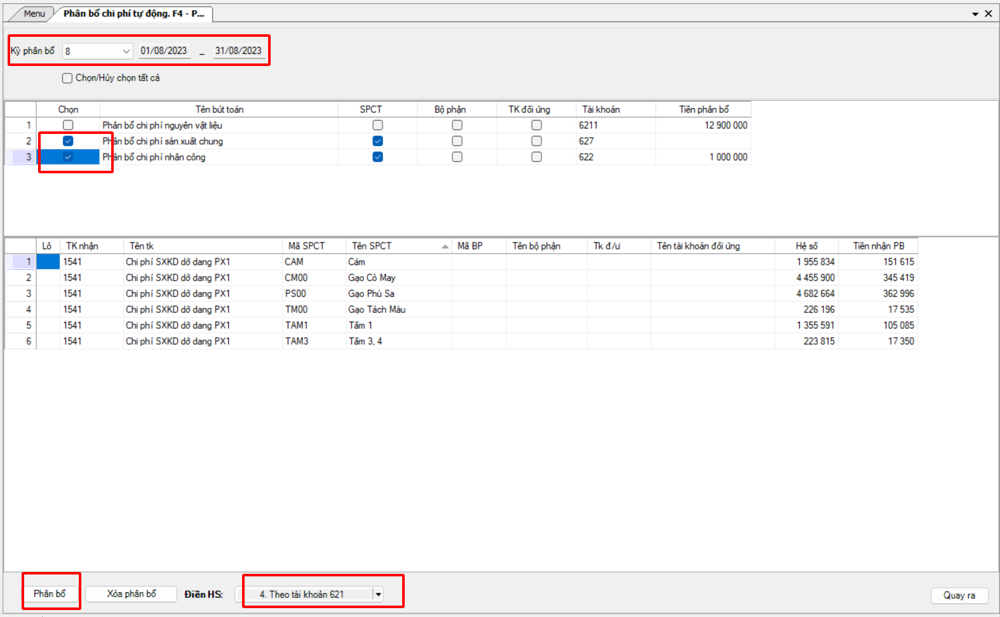 Menu Phân bổ chi phí tự động. F4 - P...
Kỳ phân bổ 8 01/08/2023 _ 31/08/2023
Chọn/Hủy chọn tất cả
Chọn Tên bút toán SPCT Bộ phận TK đối ứng Tài khoản Tiền phân bổ
1 Phân bổ chi phí nguyên vật liệu 6211 12 900 000
2 Phân bổ chi phí sản xuất chung 627
3 Phân bổ chi phí nhân công 622 1 000 000
Lô TK nhận Tên tk Mã SPCT Tên SPCT Mã BP Tên bộ phận Tk đ/ư Tên tài khoản đối ứng Hệ số Tiền nhận PB
1 1541 Chi phí SXKD dở dang PX1 CAM Cám 1 955 834 151 615
2 1541 Chi phí SXKD dở dang PX1 CM00 Gạo Cỏ May 4 455 900 345 419
3 1541 Chi phí SXKD dở dang PX1 PS00 Gạo Phù Sa 4 682 664 362 996
4 1541 Chi phí SXKD dở dang PX1 TM00 Gạo Tách Màu 226 196 17 535
5 1541 Chi phí SXKD dở dang PX1 TAM1 Tấm 1 1 355 591 105 085
6 1541 Chi phí SXKD dở dang PX1 TAM3 Tấm 3, 4 223 815 17 350
Phân bổ Xóa phân bổ Điền HS: 4. Theo tài khoản 621 Quay ra